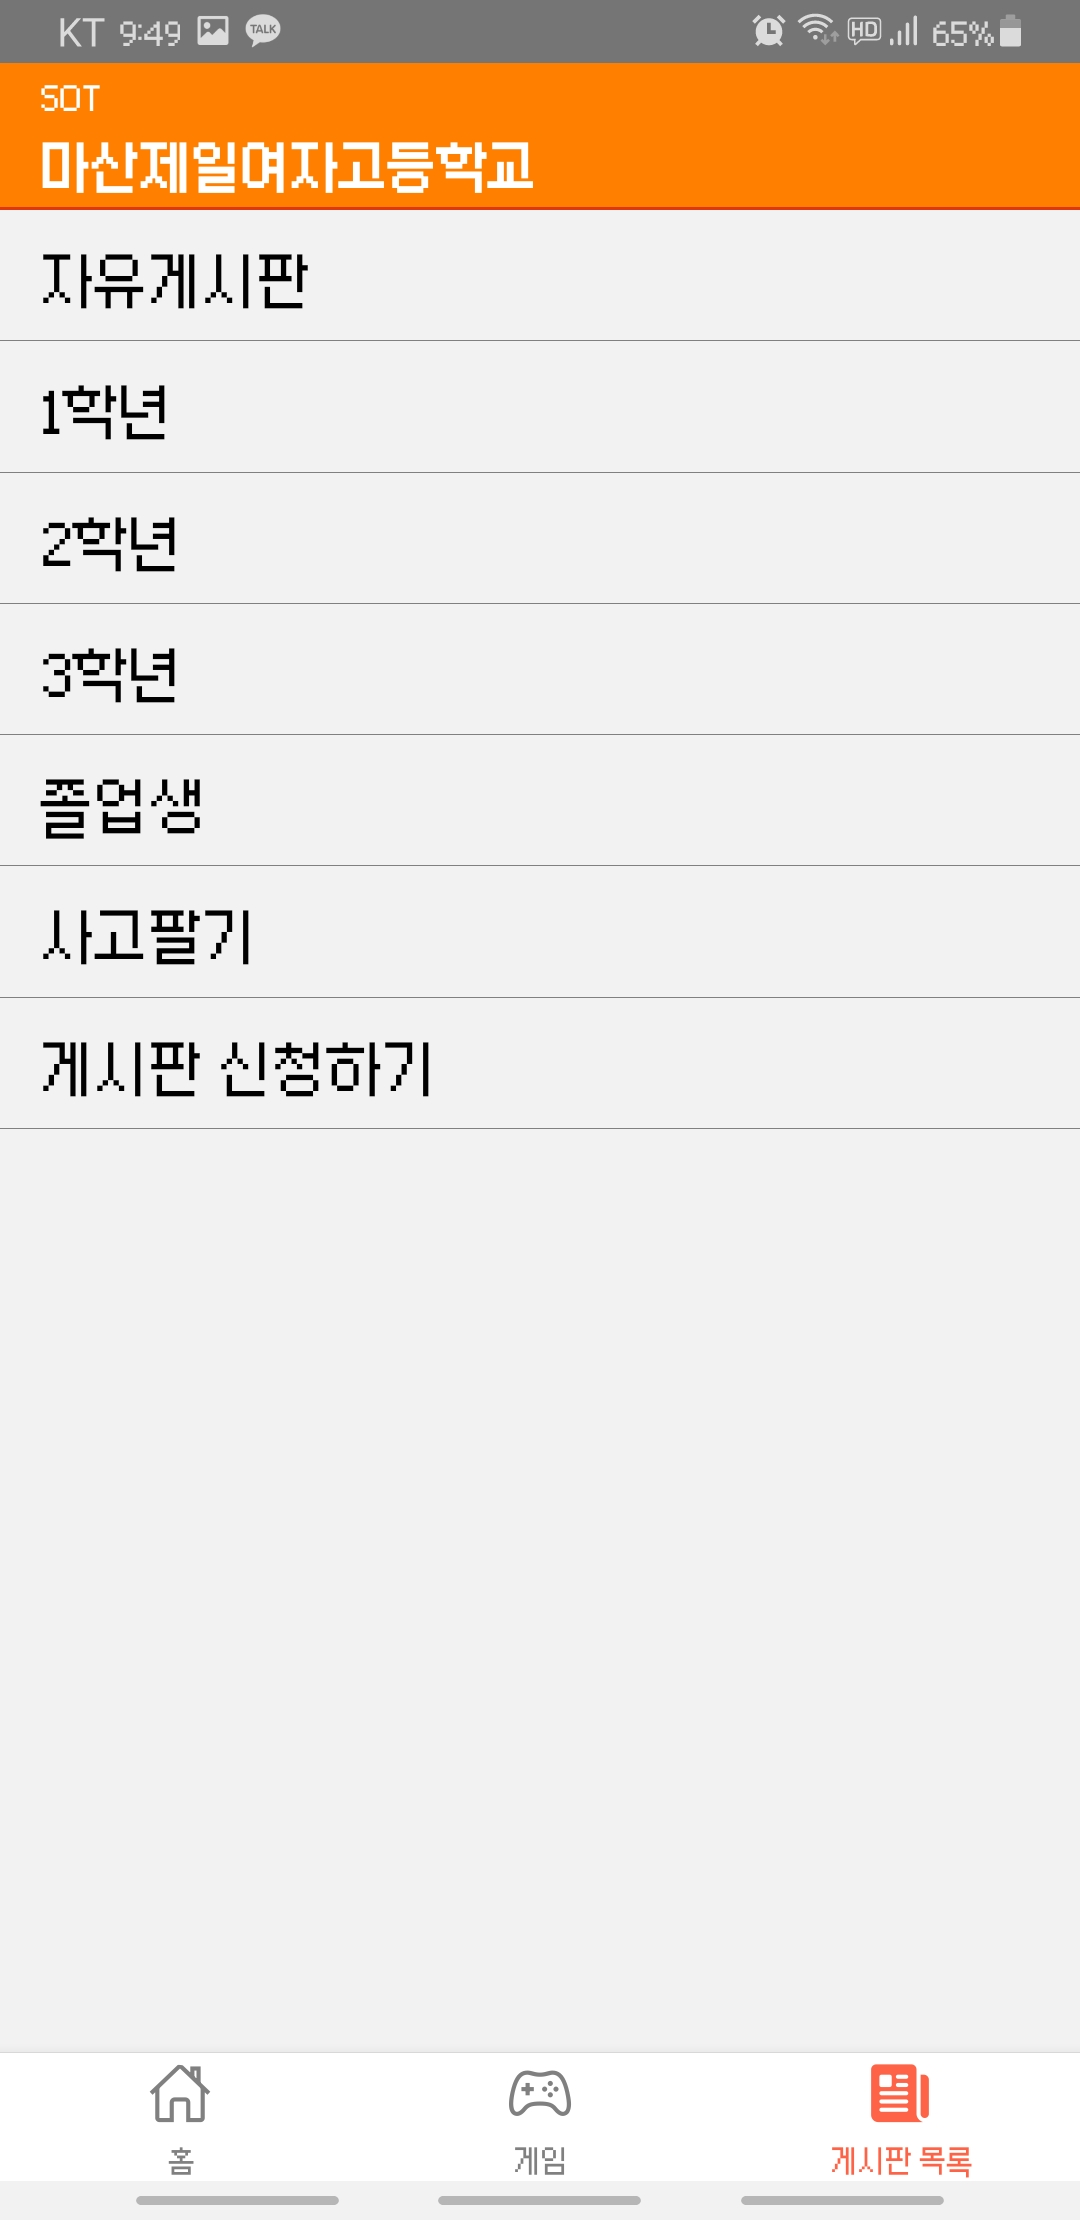 KT 9:49 TALK HD 65%
SOT
마산제일여자고등학교
자유게시판
1학년
2학년
3학년
졸업생
사고팔기
게시판 신청하기
홈 게임 게시판 목록